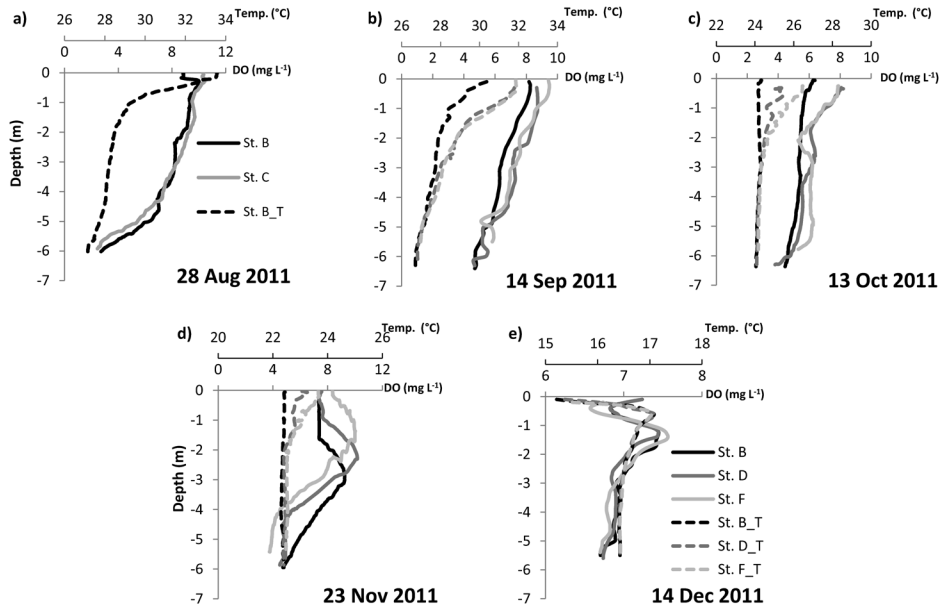 a) Temp. (°C)
26 28 30 32 34
0 4 8 12 14
DO (mg L-1)
0
-1
-2
-3
-4
-5
-6
-7
Depth (m)
St. B
St. C
St. B_T
28 Aug 2011
b) Temp. (°C)
26 28 30 32 34
0 2 4 6 8 10
DO (mg L-1)
0
-1
-2
-3
-4
-5
-6
-7
14 Sep 2011
c) Temp. (°C)
22 24 26 28 30
0 2 4 6 8 10
DO (mg L-1)
0
-1
-2
-3
-4
-5
-6
-7
13 Oct 2011
d) Temp. (°C)
20 22 24 26
0 4 8 12
DO (mg L-1)
0
-1
-2
-3
-4
-5
-6
-7
Depth (m)
23 Nov 2011
e) Temp. (°C)
15 16 17 18
6 7 8
DO (mg L-1)
0
-1
-2
-3
-4
-5
-6
-7
St. B
St. D
St. F
St. B_T
St. D_T
St. F_T
14 Dec 2011